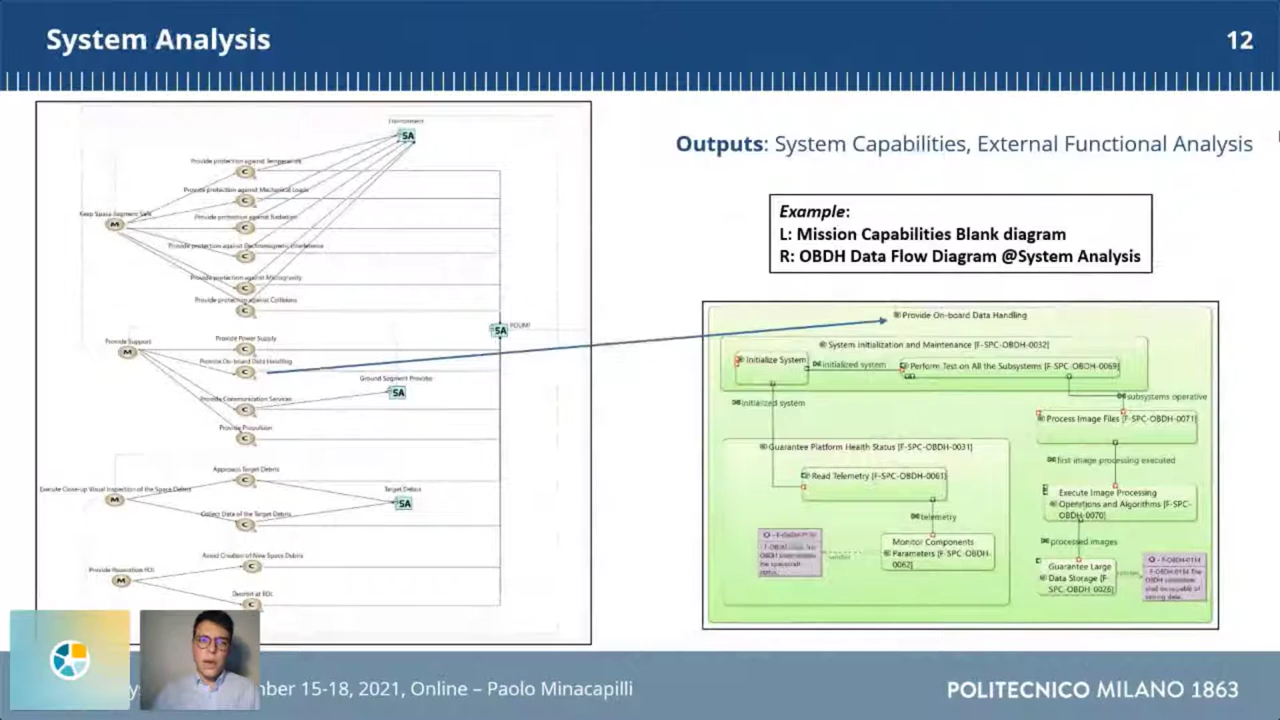 System Analysis
12
Outputs: System Capabilities, External Functional Analysis
Example:
L: Mission Capabilities Blank diagram
R: OBDH Data Flow Diagram @System Analysis
Environment
SA
Provide protection against Temperature
C
Provide protection against Mechanical Loads
C
Keep Space Segment Safe
M
Provide protection against Radiation
C
Provide protection against Electromagnetic Interference
C
Provide protection against Microgravity
C
Provide protection against Collisions
C
SA
Provide Support
M
Provide Power Supply
C
Provide On-board Data Handling
C
Ground Segment Provider
SA
Provide Communication Services
C
Provide Propulsion
C
Approach Target Debris
C
Execute Close-up Visual Inspection of the Space Debris
M
Target Debris
SA
Collect Data of the Target Debris
C
Avoid Creation of New Space Debris
C
M
Deorbit at EOL
C
Provide On-board Data Handling
System Initialization and Maintenance [F-SPC-OBDH-0032]
Initialize System
initialized system
Perform Test on All the Subsystems [F-SPC-OBDH-0069]
subsystems operative
initialized system
Process Image Files [F-SPC-OBDH-0071]
Guarantee Platform Health Status [F-SPC-OBDH-0031]
first image processing executed
Read Telemetry [F-SPC-OBDH-0061]
Execute Image Processing
Operations and Algorithms [F-SPC-
OBDH-0070]
telemetry
processed images
Monitor Components
Parameters [F-SPC-OBDH-
0062]
Guarantee Large
Data Storage [F-
SPC-OBDH-0026]
mber 15-18, 2021, Online – Paolo Minacapilli
POLITECNICO MILANO 1863